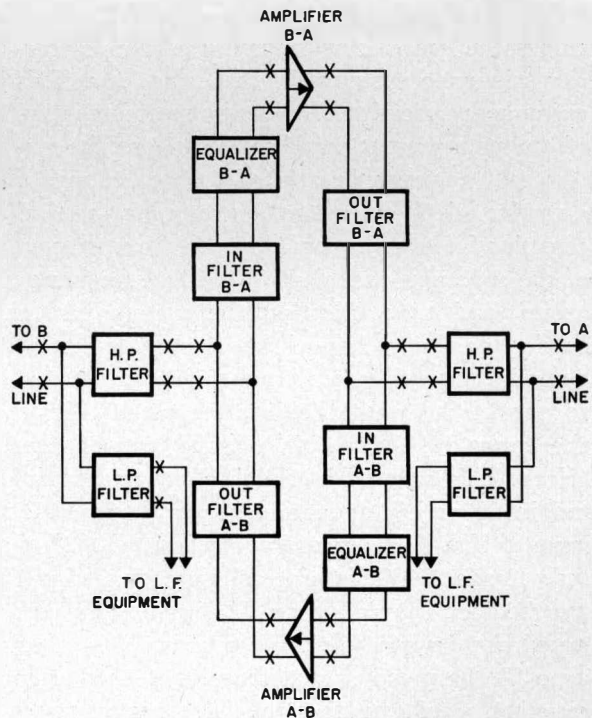 AMPLIFIER
B-A
EQUALIZER
B-A
OUT
FILTER
B-A
IN
FILTER
B-A
TO B
LINE
H.P.
FILTER
H.P.
FILTER
TO A
LINE
L.P.
FILTER
IN
FILTER
A-B
L.P.
FILTER
OUT
FILTER
A-B
EQUALIZER
A-B
TO L.F.
EQUIPMENT
TO L.F.
EQUIPMENT
AMPLIFIER
A-B